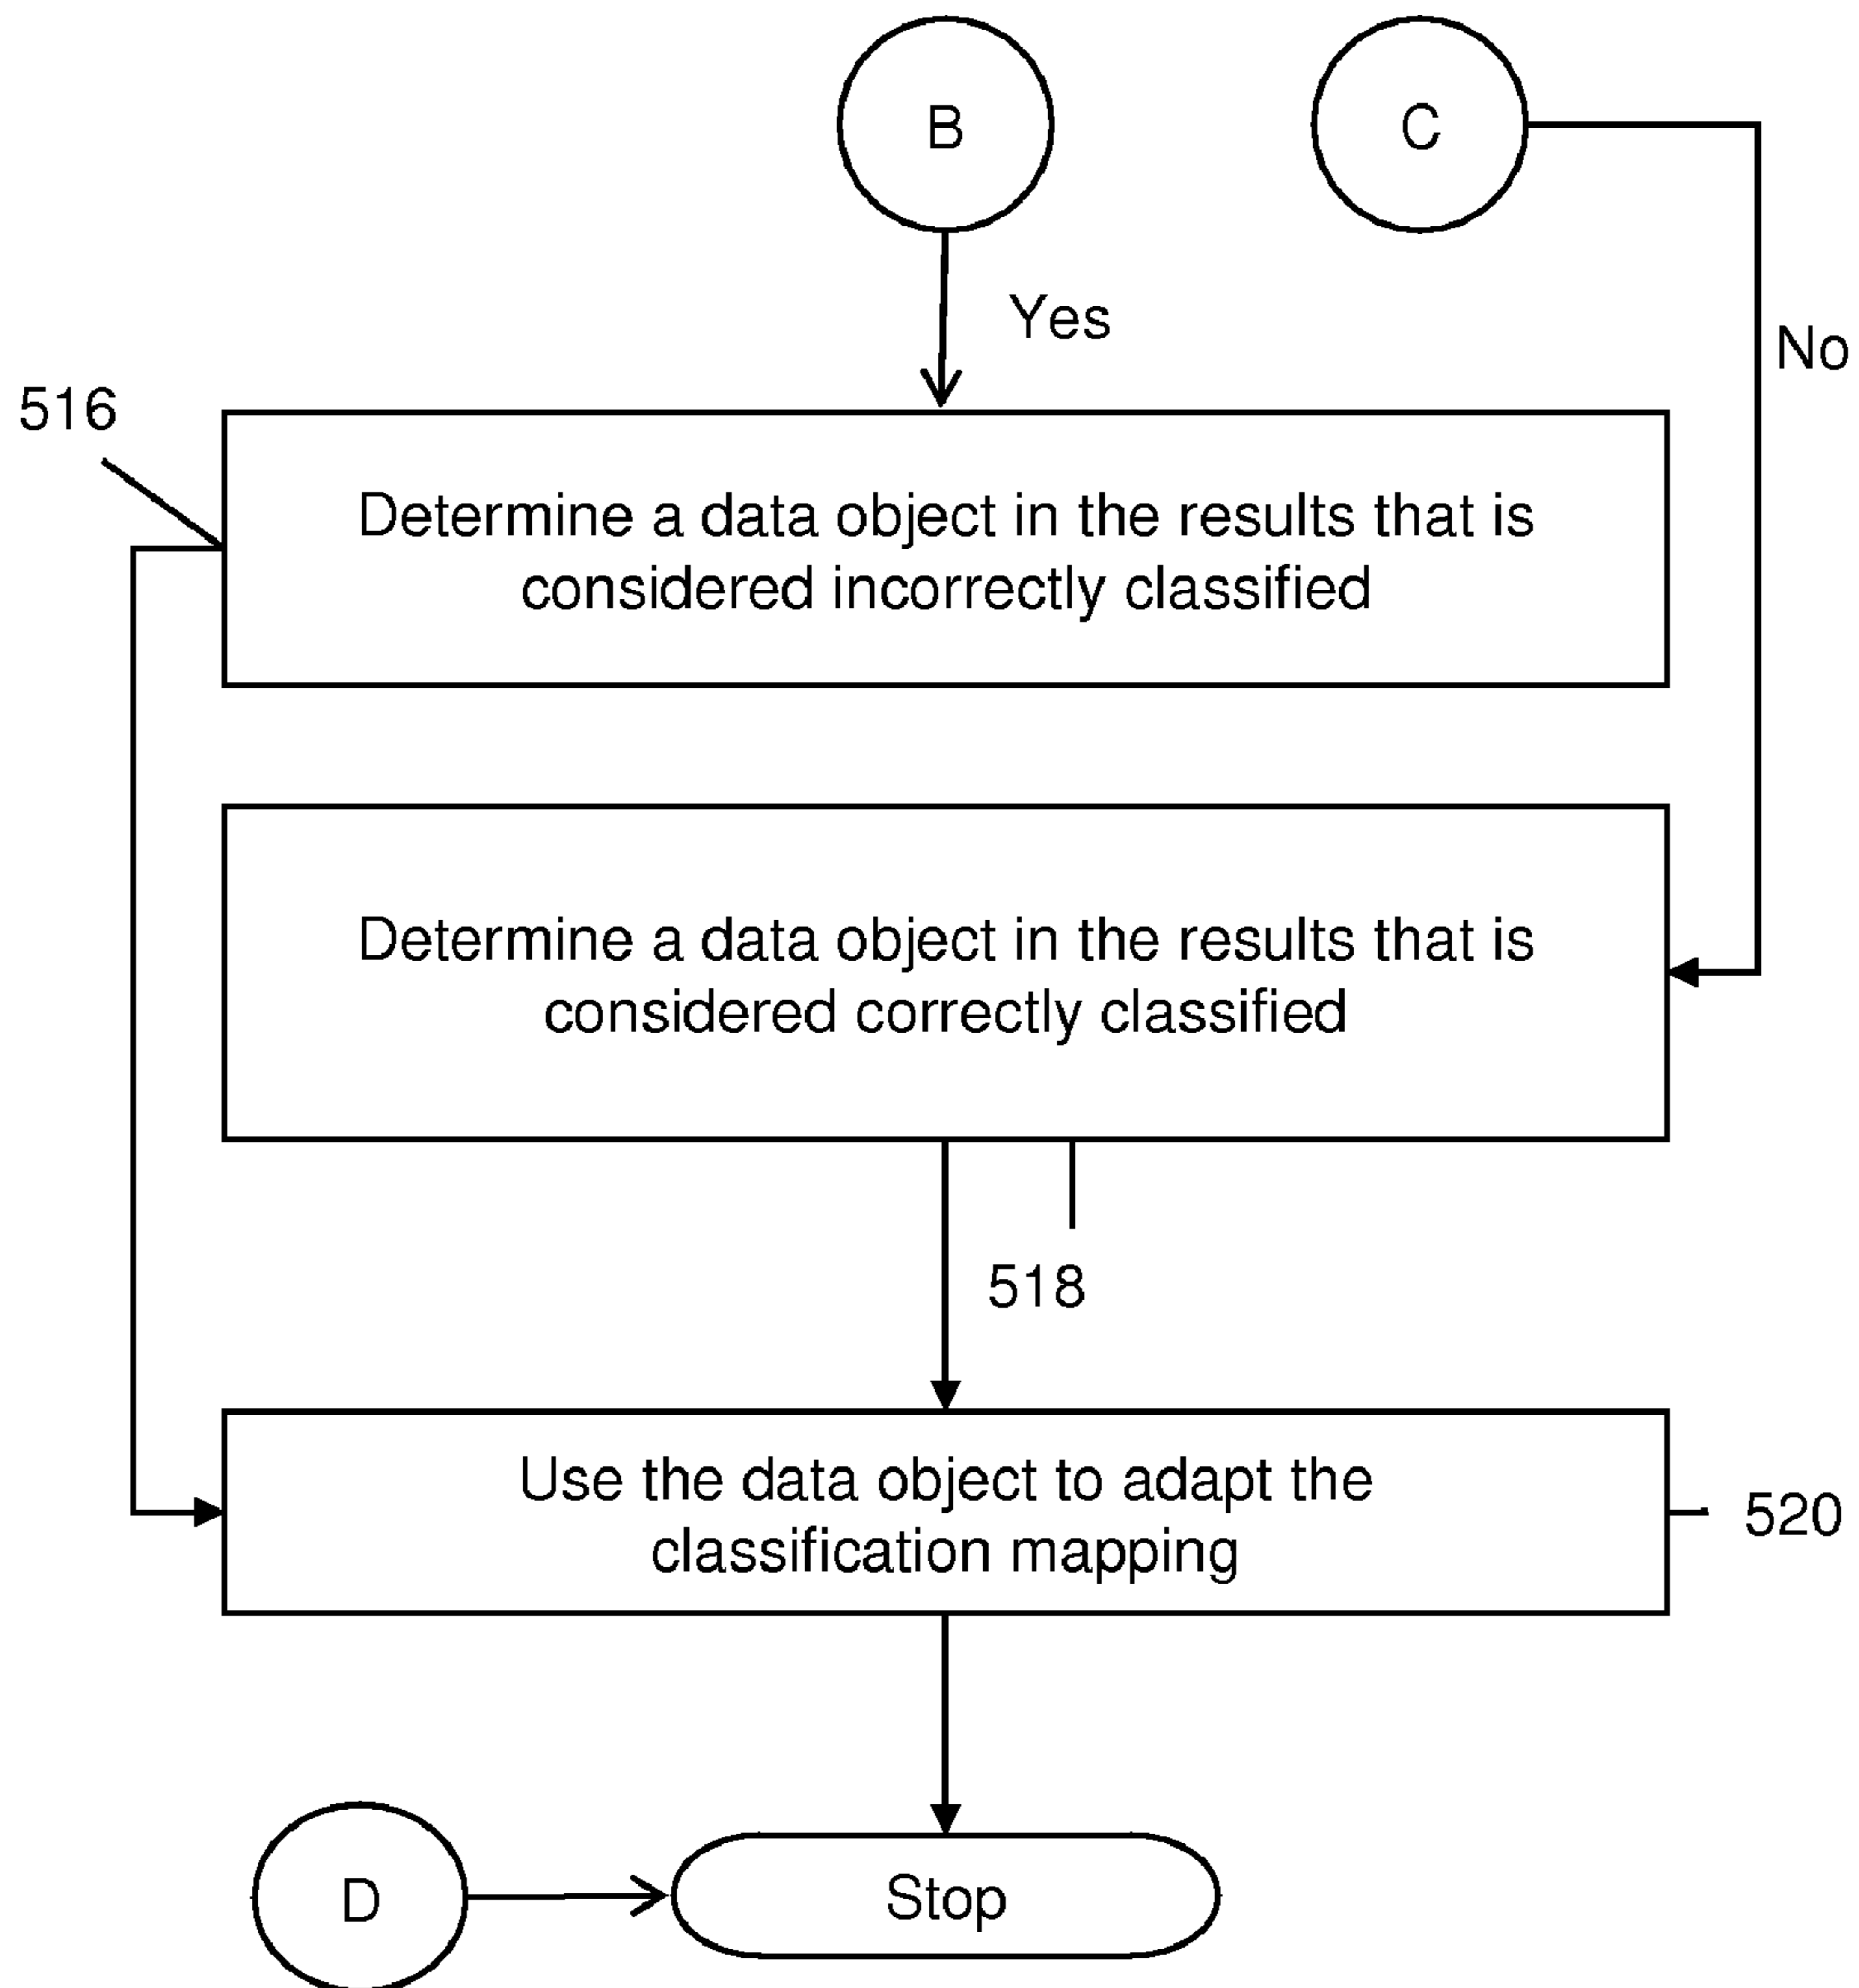 B
C
Yes
No
516
Determine a data object in the results that is
considered incorrectly classified
Determine a data object in the results that is
considered correctly classified
518
Use the data object to adapt the
classification mapping
520
D
Stop